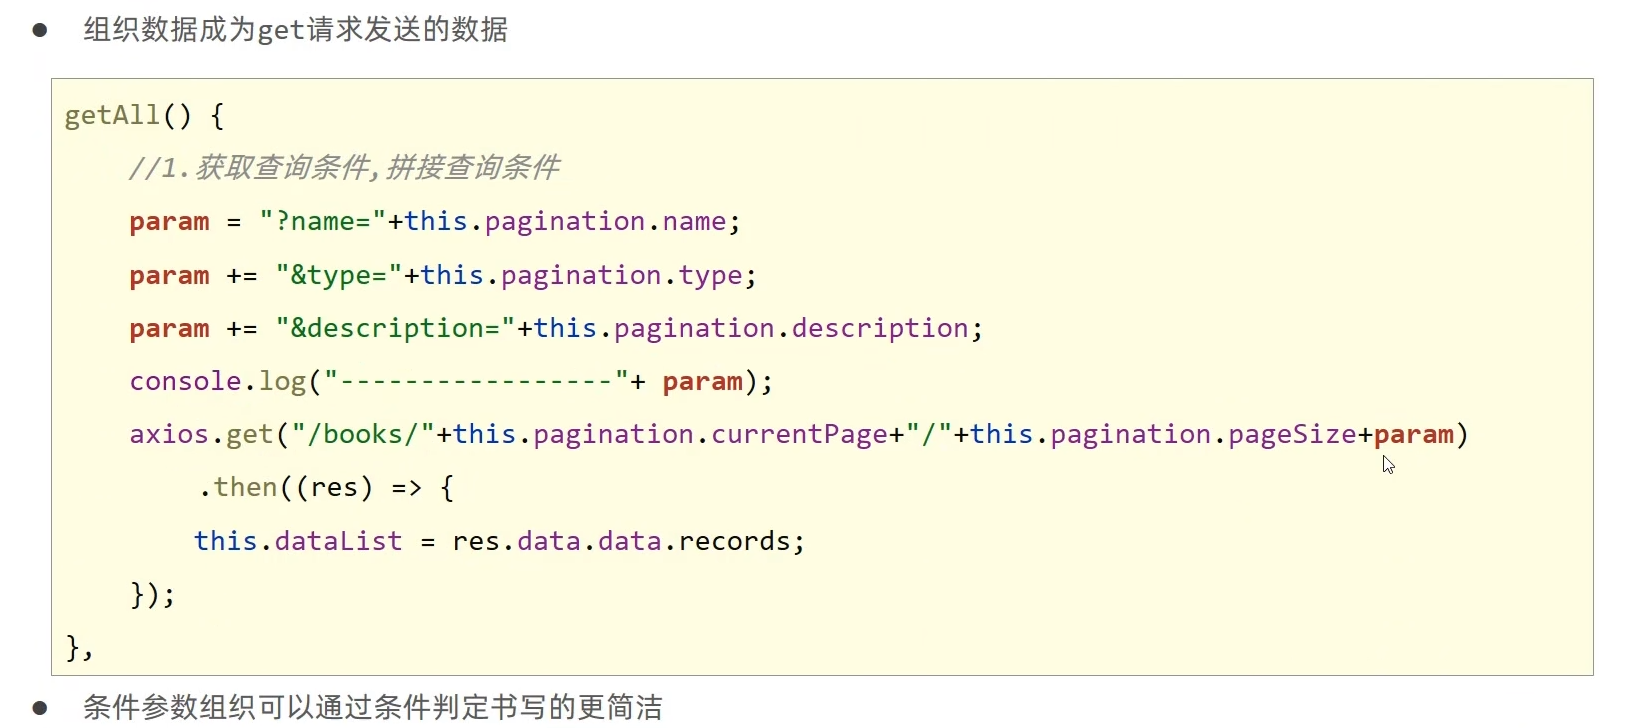 ● 组织数据成为get请求发送的数据
getAll() {
//1.获取查询条件,拼接查询条件
param = "?name="+this.pagination.name;
param += "&type="+this.pagination.type;
param += "&description="+this.pagination.description;
console.log("-----------------"+ param);
axios.get("/books/"+this.pagination.currentPage+"/"+this.pagination.pageSize+param)
.then((res) => {
this.dataList = res.data.data.records;
});
},
● 条件参数组织可以通过条件判定书写的更简洁